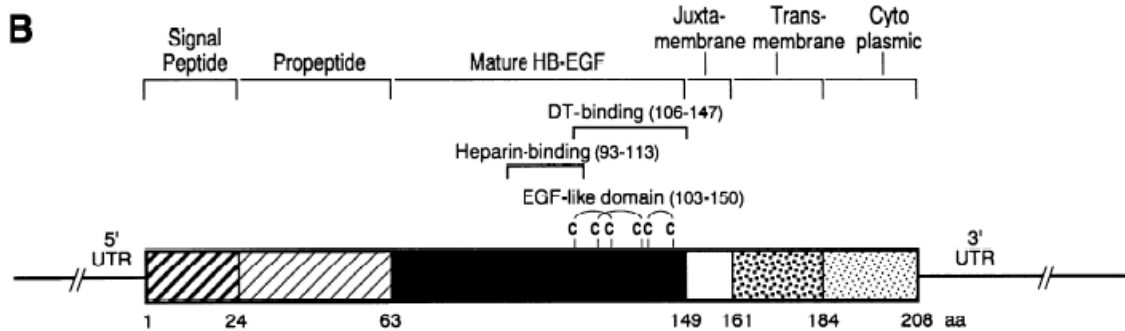 B
Signal
Peptide
Propeptide
Mature HB-EGF
Juxta-
membrane
Trans-
membrane
Cyto
plasmic
DT-binding (106-147)
Heparin-binding (93-113)
EGF-like domain (103-150)
C C C C C C
5'
UTR
3'
UTR
1 24 63 149 161 184 208 aa